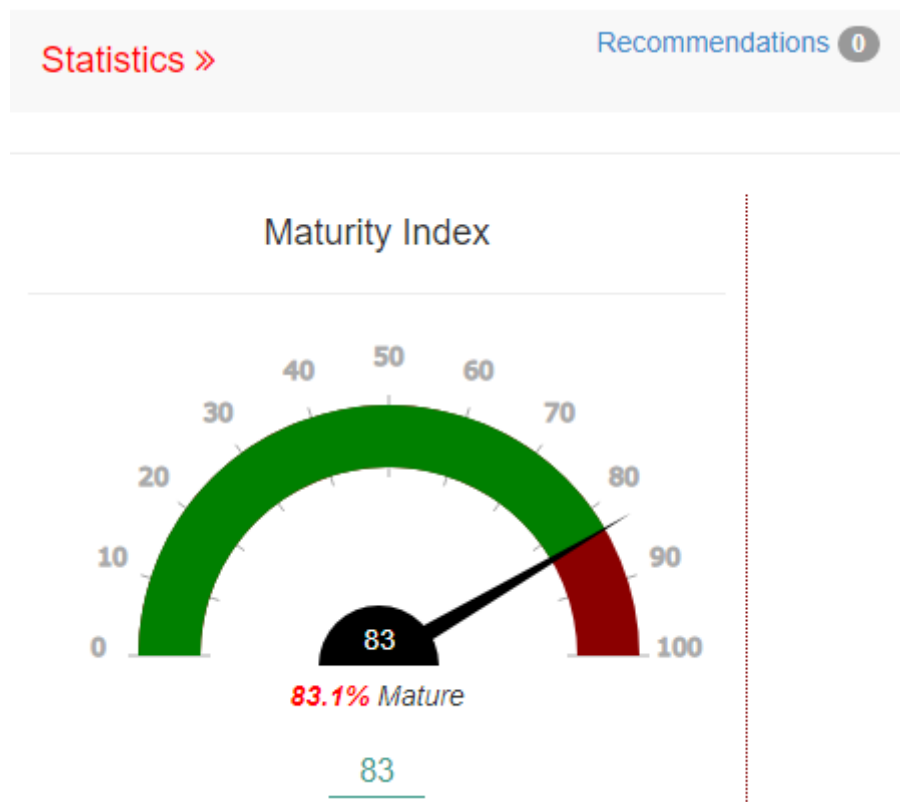 Statistics »
Recommendations 0
Maturity Index
50
40 60
30 70
20 80
10 90
0 100
83
83.1% Mature
83